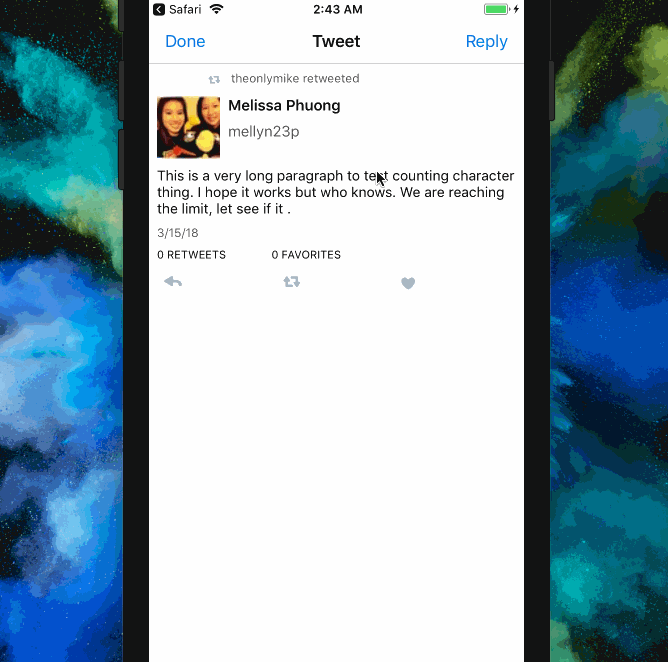 Safari 2:43 AM
Done Tweet Reply
theonlymike retweeted
Melissa Phuong
mellyn23p
This is a very long paragraph to test counting character
thing. I hope it works but who knows. We are reaching
the limit, let see if it .
3/15/18
0 RETWEETS 0 FAVORITES